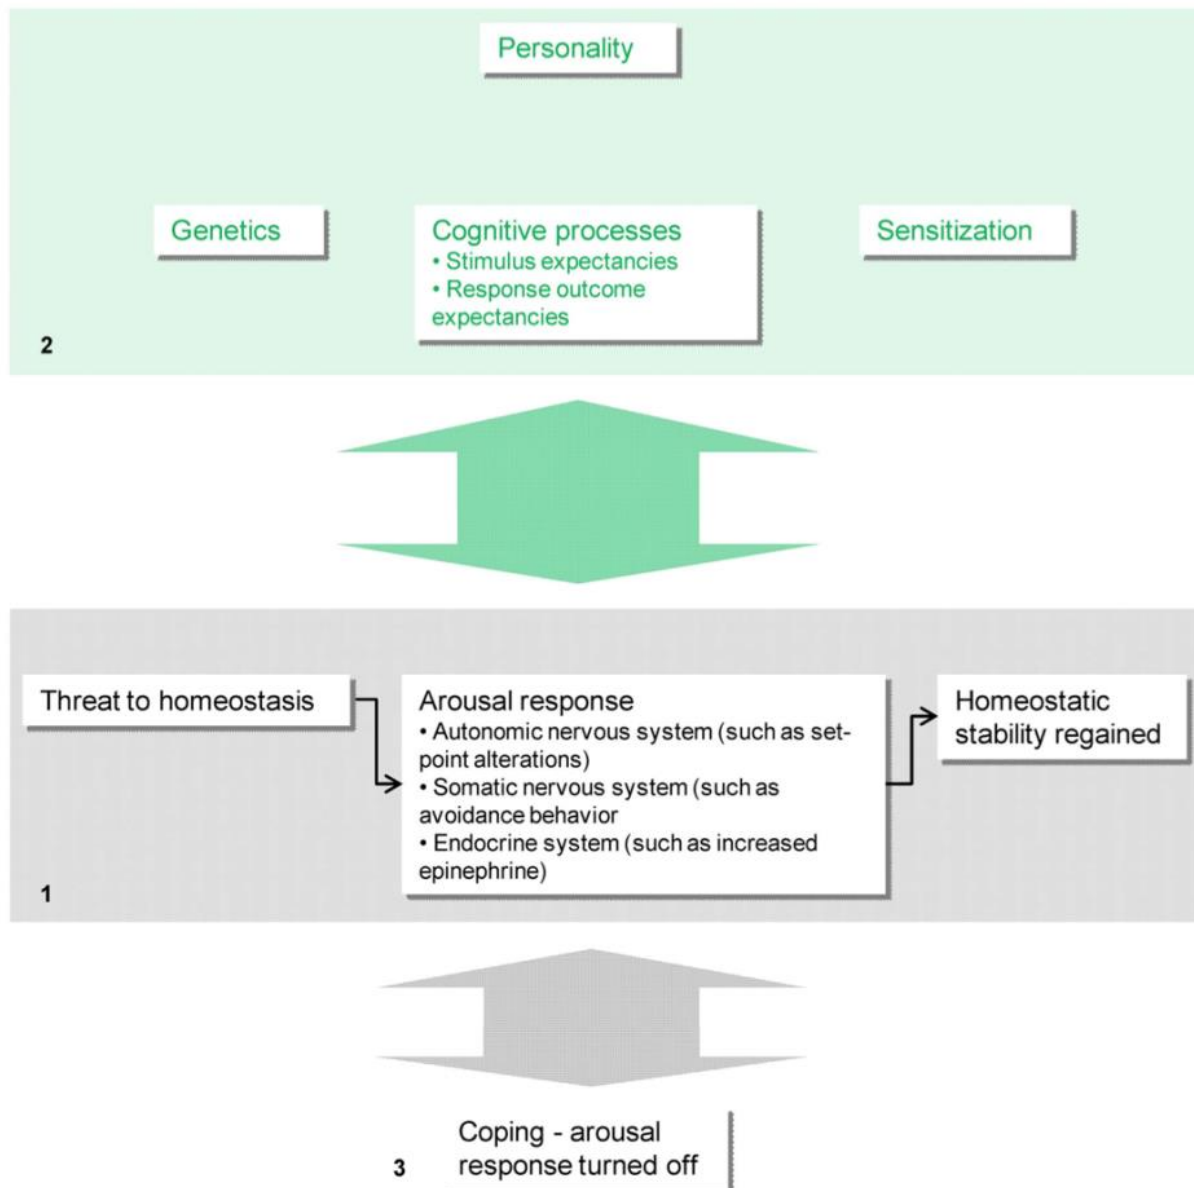 Personality
Genetics
Cognitive processes
• Stimulus expectancies
• Response outcome
expectancies
Sensitization
2
Threat to homeostasis
Arousal response
• Autonomic nervous system (such as set-
point alterations)
• Somatic nervous system (such as
avoidance behavior
• Endocrine system (such as increased
epinephrine)
Homeostatic
stability regained
1
Coping - arousal
response turned off
3